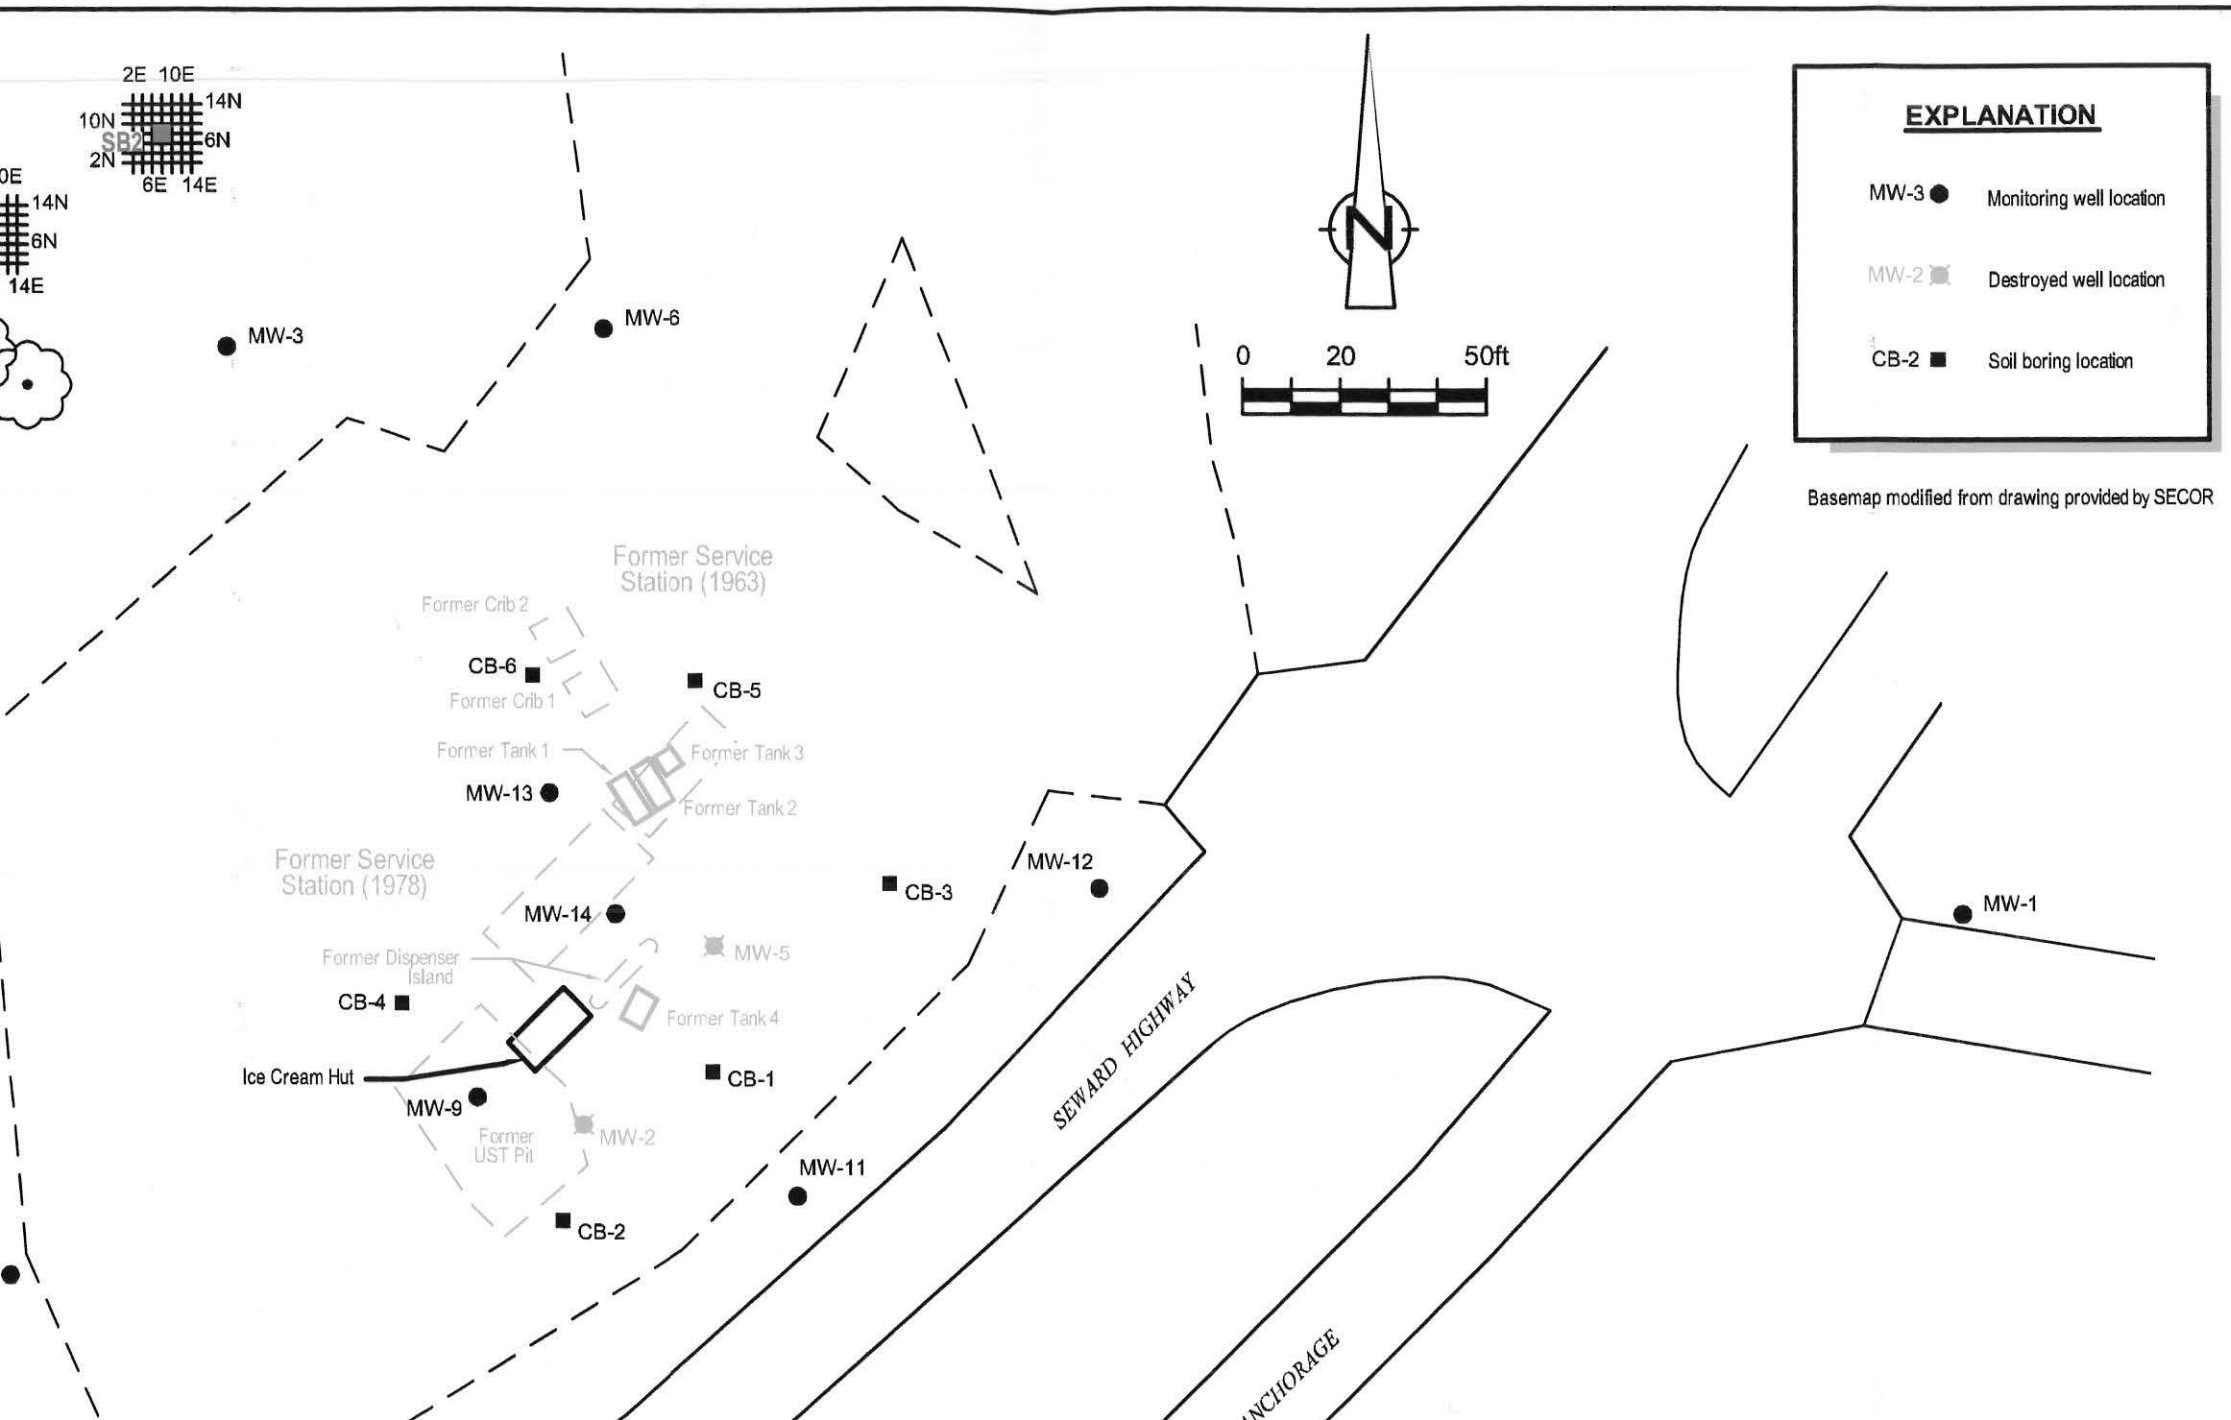 2E 10E
14N
10N
SB2
6N
2N
6E 14E
0E
14N
6N
14E
MW-3
MW-6
N
0 20 50ft
EXPLANATION
MW-3 Monitoring well location
MW-2 Destroyed well location
CB-2 Soil boring location
Basemap modified from drawing provided by SECOR
Former Service
Station (1963)
Former Crib 2
CB-6
CB-5
Former Crib 1
Former Tank 1
Former Tank 3
MW-13
Former Tank 2
Former Service
Station (1978)
MW-12
CB-3
MW-14
MW-1
MW-5
Former Dispenser
Island
CB-4
Former Tank 4
Ice Cream Hut
CB-1
MW-9
Former
UST Pit
MW-2
MW-11
CB-2
SEWARD HIGHWAY
NCHORAGE